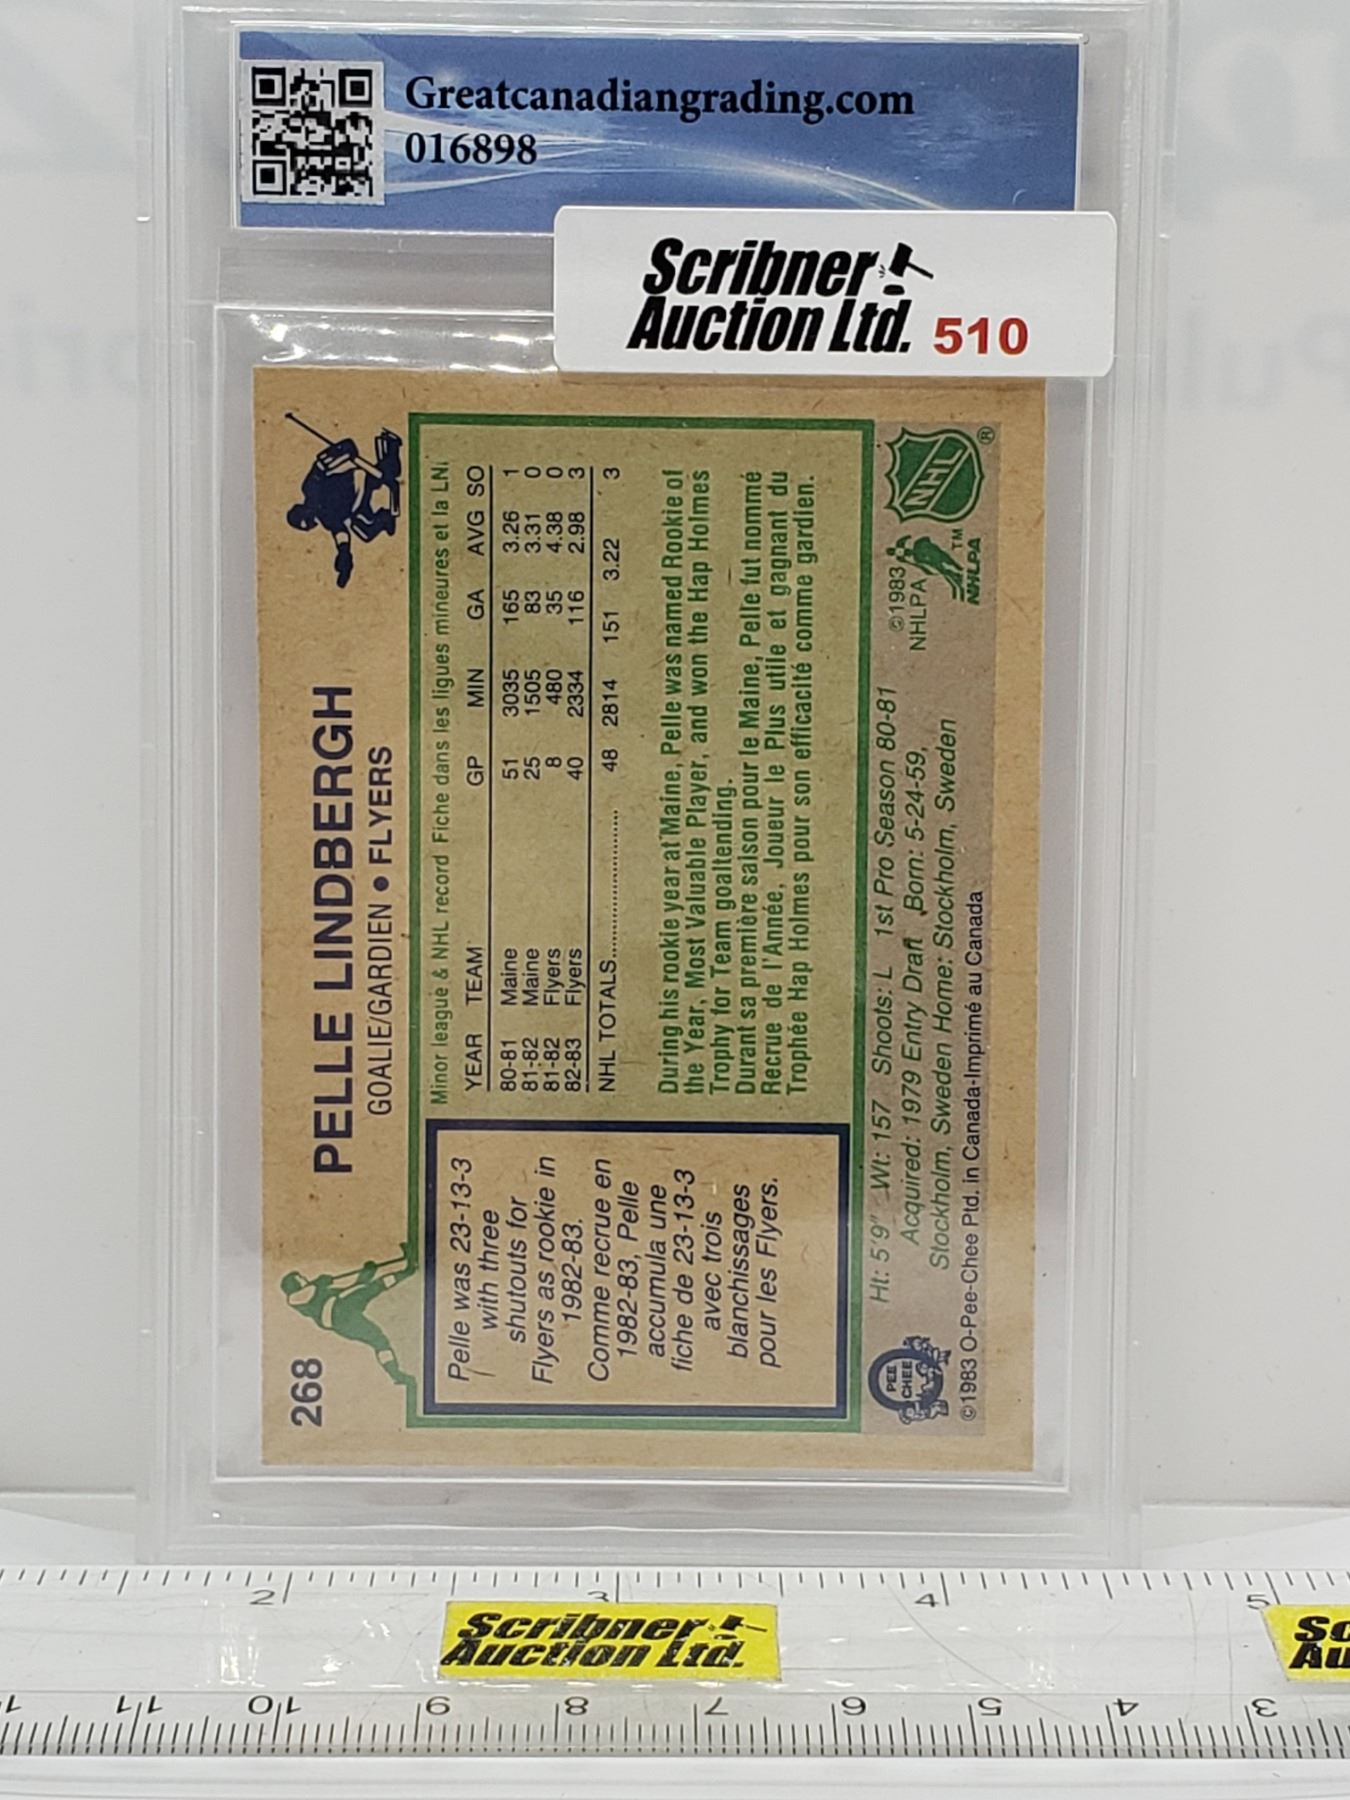 Greatcanadiangrading.com
016898
Scribner
Auction Ltd. 510
268
PELLE LINDBERGH
GOALIE/GARDIEN • FLYERS
Pelle was 23-13-3
with three
shutouts for
Flyers as rookie in
1982-83.
Comme recrue en
1982-83, Pelle
accumula une
fiche de 23-13-3
avec trois
blanchissages
pour les Flyers.
Minor league & NHL record Fiche dans les ligues mineures et la LNi
YEAR TEAM GP MIN GA AVG SO
80-81 Maine 51 3035 165 3.26 1
81-82 Maine 25 1505 83 3.31 0
81-82 Flyers 8 480 35 4.38 0
82-83 Flyers 40 2334 116 2.98 3
NHL TOTALS 48 2814 151 3.22 3
During his rookie year at Maine, Pelle was named Rookie of
the Year, Most Valuable Player, and won the Hap Holmes
Trophy for Team goaltending.
Durant sa première saison pour le Maine, Pelle fut nommé
Recrue de l'Année, Joueur le Plus utile et gagnant du
Trophée Hap Holmes pour son efficacité comme gardien.
Ht: 5'9" Wt: 157 Shoots: L 1st Pro Season 80-81
Acquired: 1979 Entry Draft Born: 5-24-59,
Stockholm, Sweden Home: Stockholm, Sweden
©1983 O-Pee-Chee Ptd. in Canada-Imprimé au Canada
PEE
CHEE
©1983
NHLPA
NHLPA TM
NHL ®
2 3 4 5
Scribner
Auction Ltd.
Sc
Au
11 10 9 8 7 6 5 4 3